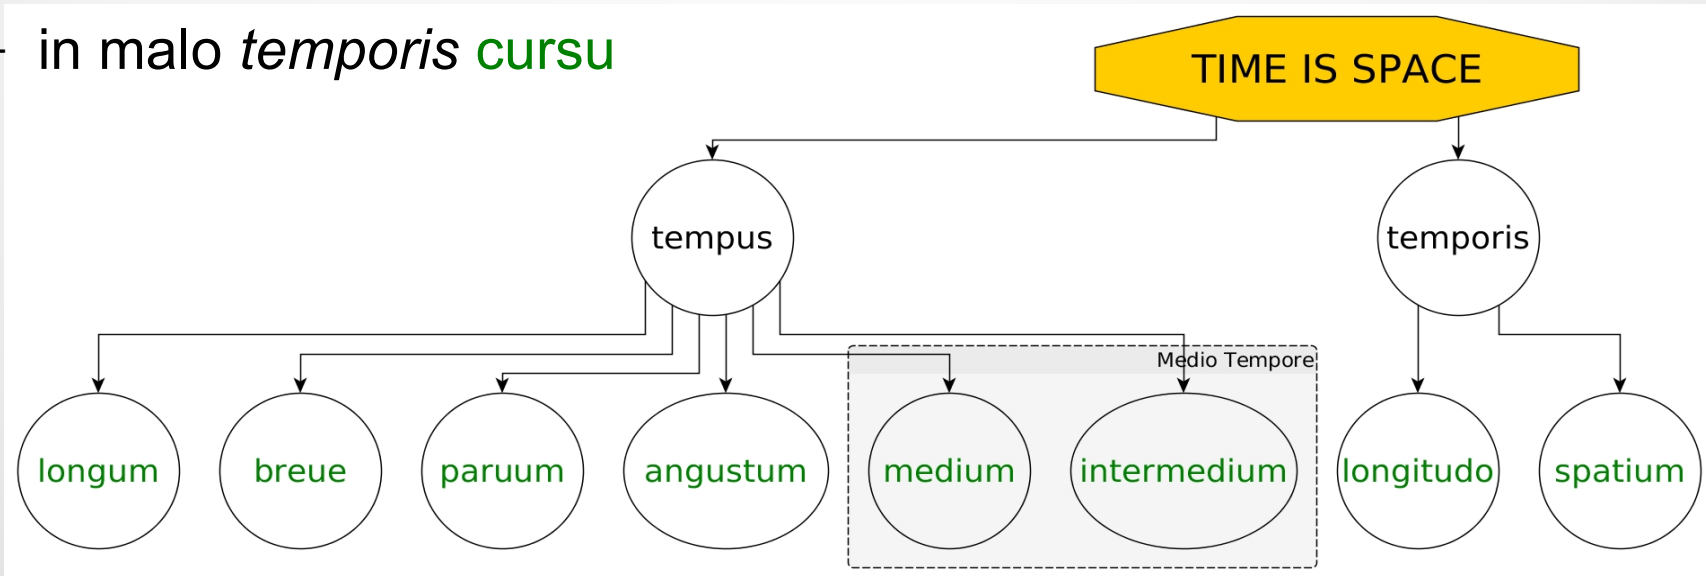 in malo temporis cursu
TIME IS SPACE
tempus
temporis
Medio Tempore
longum
breue
paruum
angustum
medium
intermedium
longitudo
spatium